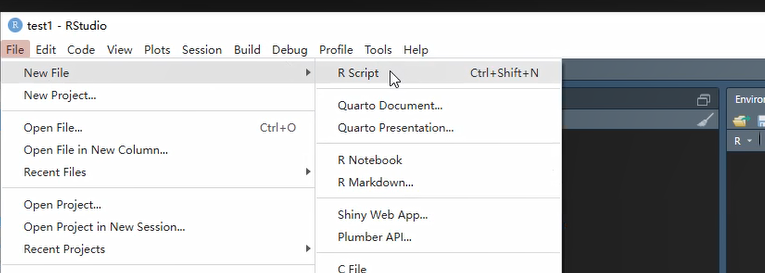 R test1 - RStudio
File Edit Code View Plots Session Build Debug Profile Tools Help
New File
R Script Ctrl+Shift+N
New Project...
Quarto Document...
Open File... Ctrl+O
Quarto Presentation...
Open File in New Column...
R Notebook
Recent Files
R Markdown...
Open Project...
Shiny Web App...
Open Project in New Session...
Plumber API...
Recent Projects
C File
Environ
R